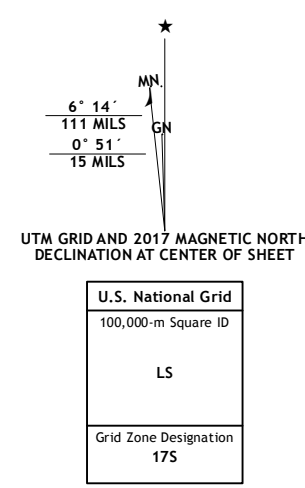 ★
MN
6° 14´
111 MILS
GN
0° 51´
15 MILS
UTM GRID AND 2017 MAGNETIC NORTH
DECLINATION AT CENTER OF SHEET
U.S. National Grid
100,000-m Square ID
LS
Grid Zone Designation
17S